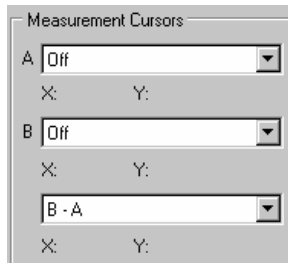 Measurement Cursors
A Off
X: Y:
B Off
X: Y:
B - A
X: Y: